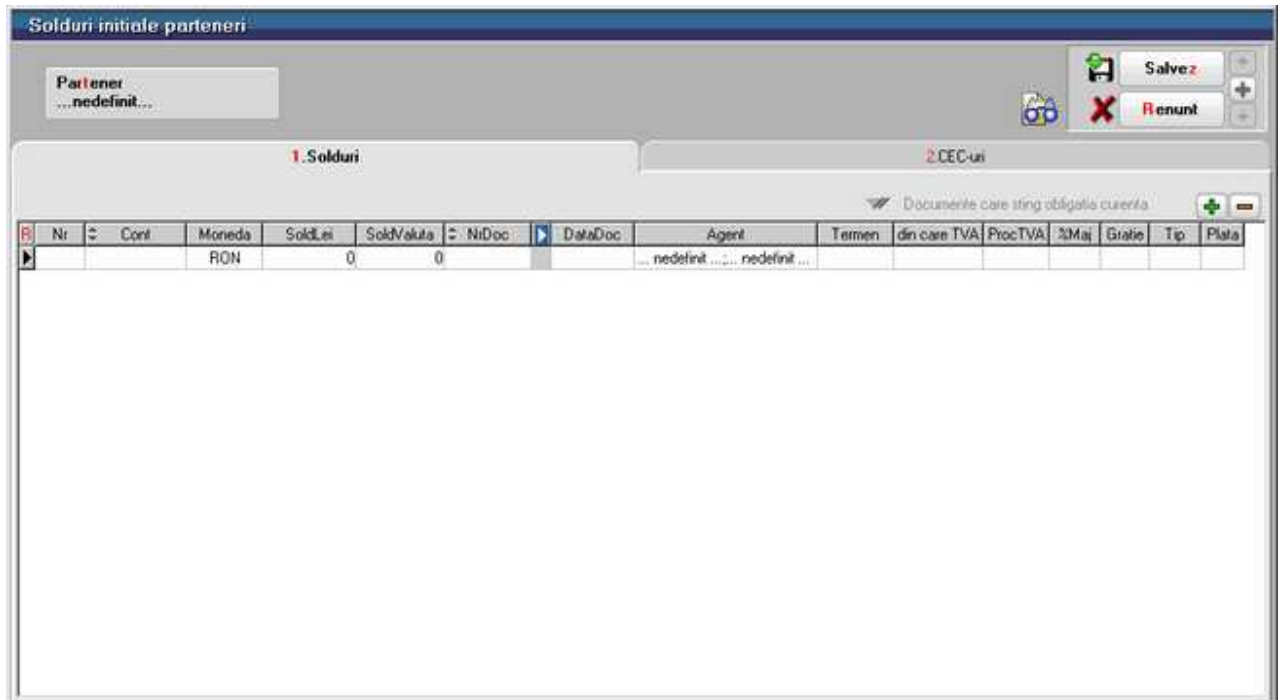 Solduri initiale parteneri
Partener
...nedefinit...
Salvez
Renunt
1.Solduri
2.CEC-uri
Documente care sting obligatia curenta
R Nr Cont Moneda SoldLei SoldValuta NrDoc DataDoc Agent Termen din care TVA ProcTVA %Maj Gratie Tip Plata
RON 0 0 ... nedefinit ...;... nedefinit ...